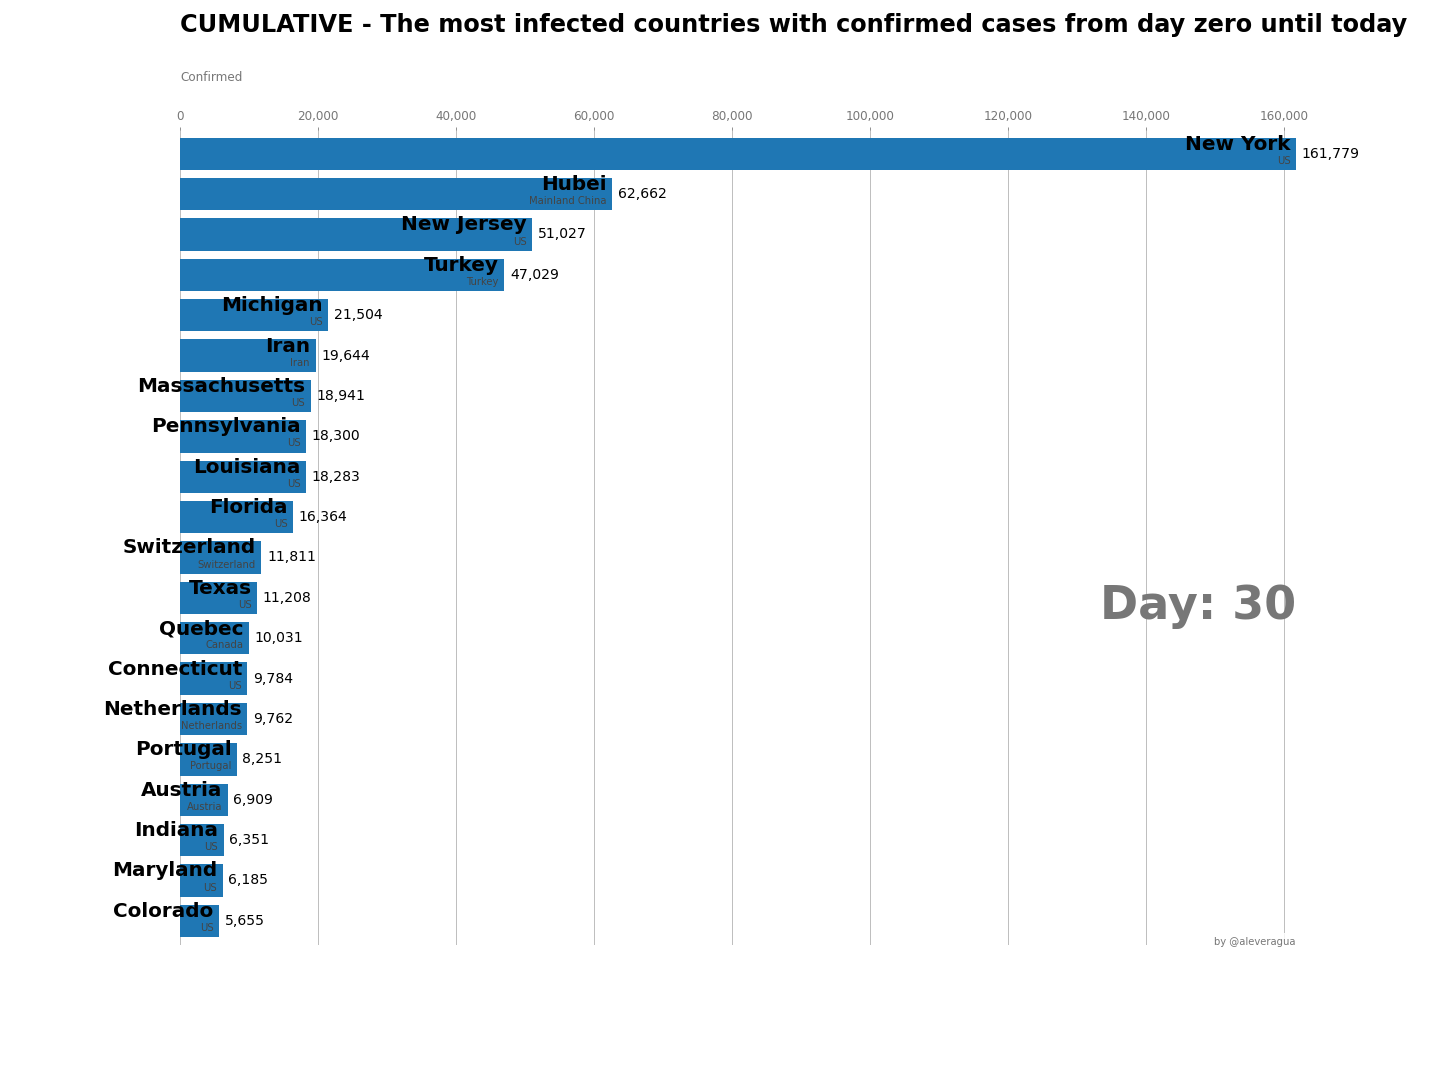 CUMULATIVE - The most infected countries with confirmed cases from day zero until today
Confirmed
0 20,000 40,000 60,000 80,000 100,000 120,000 140,000 160,000
New York
US
161,779
Hubei
Mainland China
62,662
New Jersey
US
51,027
Turkey
Turkey
47,029
Michigan
US
21,504
Iran
Iran
19,644
Massachusetts
US
18,941
Pennsylvania
US
18,300
Louisiana
US
18,283
Florida
US
16,364
Switzerland
Switzerland
11,811
Texas
US
11,208
Day: 30
Quebec
Canada
10,031
Connecticut
US
9,784
Netherlands
Netherlands
9,762
Portugal
Portugal
8,251
Austria
Austria
6,909
Indiana
US
6,351
Maryland
US
6,185
Colorado
US
5,655
by @aleveragua